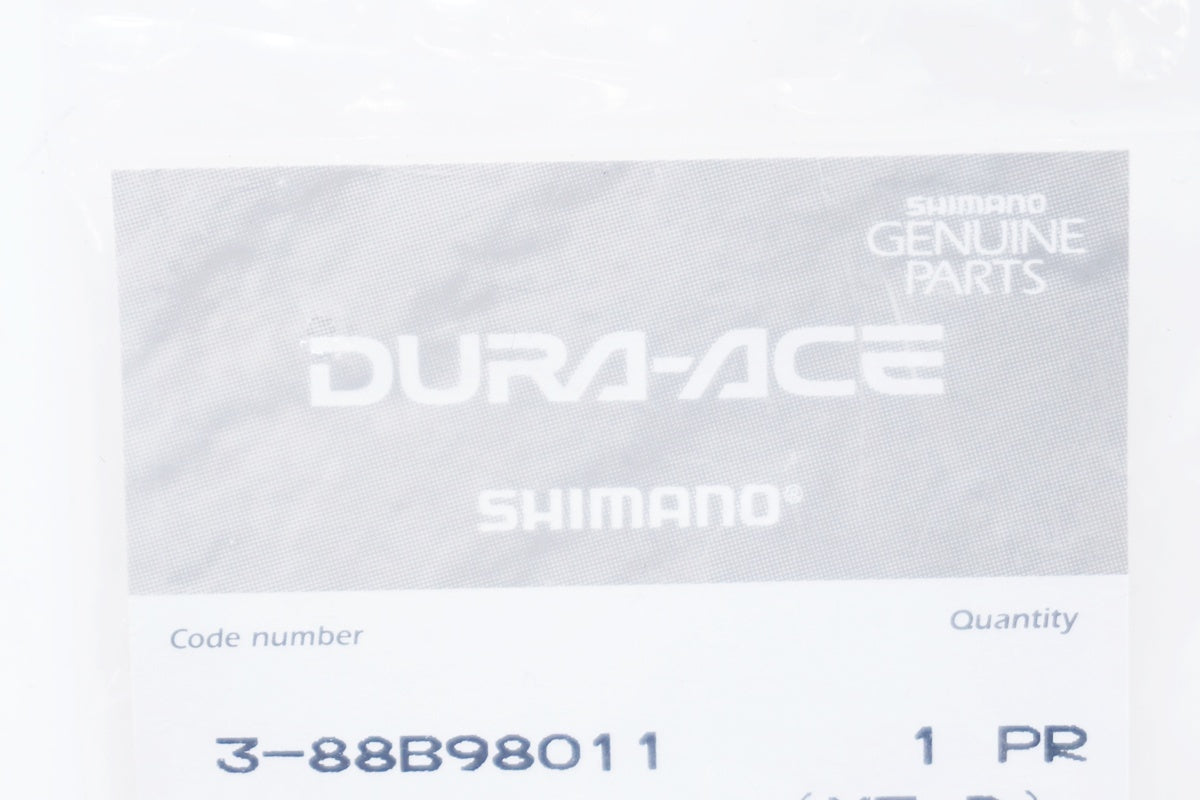 SHIMANO
GENUINE
PARTS
DURA-ACE
SHIMANO®
Code number
Quantity
3-88B98011
1 PR